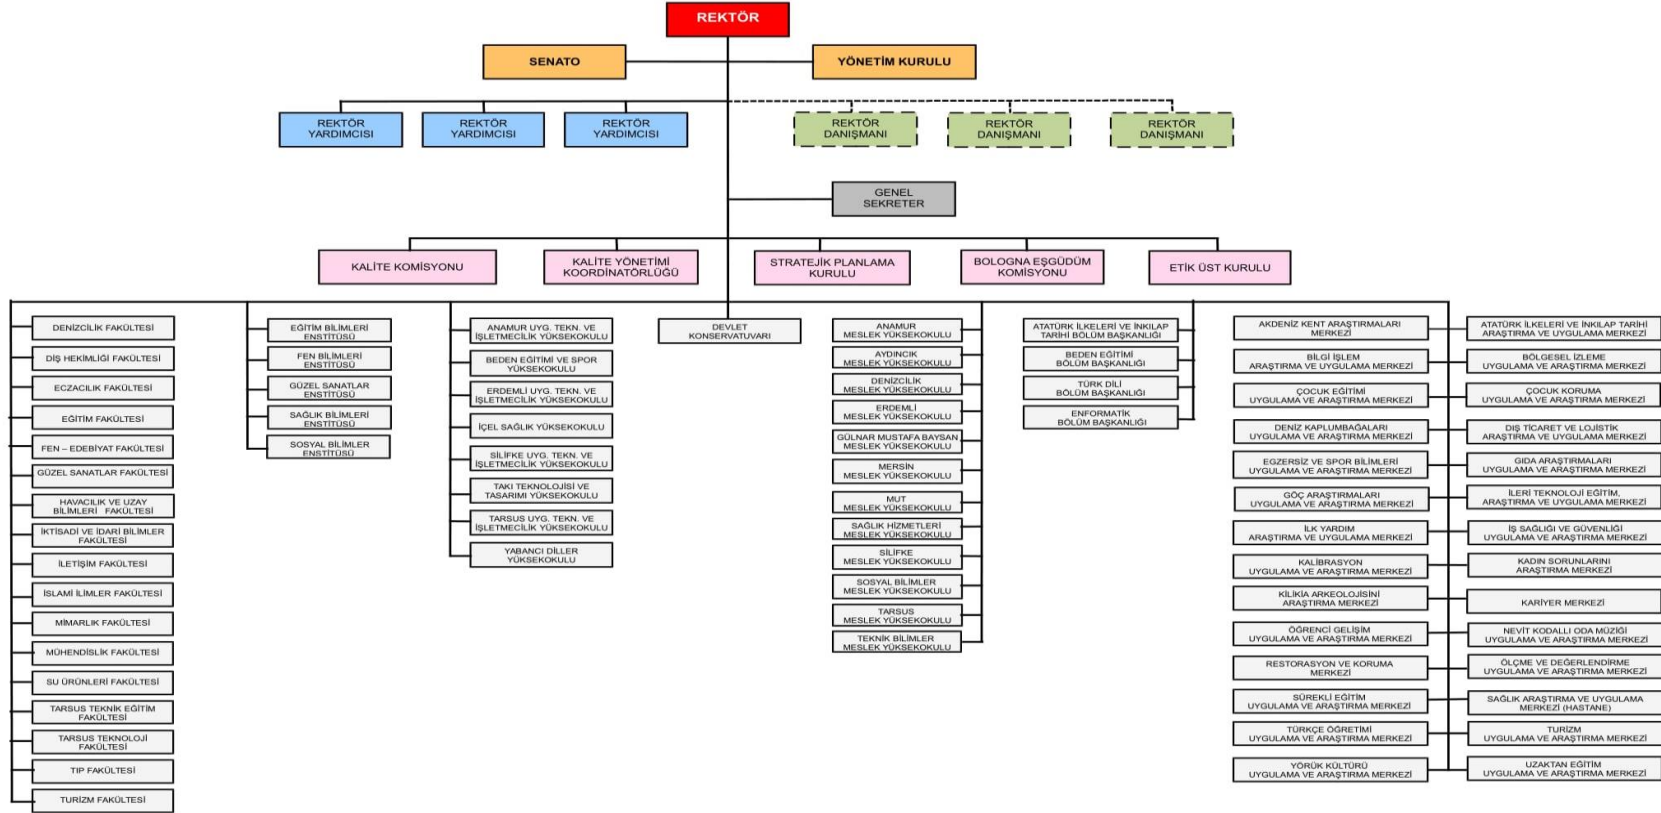 REKTÖR
SENATO
YÖNETİM KURULU
REKTÖR
YARDIMCISI
REKTÖR
YARDIMCISI
REKTÖR
YARDIMCISI
REKTÖR
DANIŞMANI
REKTÖR
DANIŞMANI
REKTÖR
DANIŞMANI
GENEL
SEKRETER
KALİTE KOMİSYONU
KALİTE YÖNETİMİ
KOORDİNATÖRLÜĞÜ
STRATEJİK PLANLAMA
KURULU
BOLOGNA EŞGÜDÜM
KOMİSYONU
ETİK ÜST KURULU
DENİZCİLİK FAKÜLTESİ
DİŞ HEKİMLİĞİ FAKÜLTESİ
ECZACILIK FAKÜLTESİ
EĞİTİM FAKÜLTESİ
FEN – EDEBİYAT FAKÜLTESİ
GÜZEL SANATLAR FAKÜLTESİ
HAVACILIK VE UZAY
BİLİMLERİ FAKÜLTESİ
İKTİSADİ VE İDARİ BİLİMLER
FAKÜLTESİ
İLETİŞİM FAKÜLTESİ
İSLAMİ İLİMLER FAKÜLTESİ
MİMARLIK FAKÜLTESİ
MÜHENDİSLİK FAKÜLTESİ
SU ÜRÜNLERİ FAKÜLTESİ
TARSUS TEKNİK EĞİTİM
FAKÜLTESİ
TARSUS TEKNOLOJİ
FAKÜLTESİ
TIP FAKÜLTESİ
TURİZM FAKÜLTESİ
EĞİTİM BİLİMLERİ
ENSTİTÜSÜ
FEN BİLİMLERİ
ENSTİTÜSÜ
GÜZEL SANATLAR
ENSTİTÜSÜ
SAĞLIK BİLİMLERİ
ENSTİTÜSÜ
SOSYAL BİLİMLER
ENSTİTÜSÜ
ANAMUR UYG. TEKN. VE
İŞLETMECİLİK YÜKSEKOKULU
BEDEN EĞİTİMİ VE SPOR
YÜKSEKOKULU
ERDEMLİ UYG. TEKN. VE
İŞLETMECİLİK YÜKSEKOKULU
İÇEL SAĞLIK YÜKSEKOKULU
SİLİFKE UYG. TEKN. VE
İŞLETMECİLİK YÜKSEKOKULU
TAKI TEKNOLOJİSİ VE
TASARIMI YÜKSEKOKULU
TARSUS UYG. TEKN. VE
İŞLETMECİLİK YÜKSEKOKULU
YABANCI DİLLER
YÜKSEKOKULU
DEVLET
KONSERVATUVARI
ANAMUR
MESLEK YÜKSEKOKULU
AYDINCIK
MESLEK YÜKSEKOKULU
DENİZCİLİK
MESLEK YÜKSEKOKULU
ERDEMLİ
MESLEK YÜKSEKOKULU
GÜLNAR MUSTAFA BAYSAN
MESLEK YÜKSEKOKULU
MERSİN
MESLEK YÜKSEKOKULU
MUT
MESLEK YÜKSEKOKULU
SAĞLIK HİZMETLERİ
MESLEK YÜKSEKOKULU
SİLİFKE
MESLEK YÜKSEKOKULU
SOSYAL BİLİMLER
MESLEK YÜKSEKOKULU
TARSUS
MESLEK YÜKSEKOKULU
TEKNİK BİLİMLER
MESLEK YÜKSEKOKULU
ATATÜRK İLKELERİ VE İNKILAP
TARİHİ BÖLÜM BAŞKANLIĞI
BEDEN EĞİTİMİ
BÖLÜM BAŞKANLIĞI
TÜRK DİLİ
BÖLÜM BAŞKANLIĞI
ENFORMATİK
BÖLÜM BAŞKANLIĞI
AKDENİZ KENT ARAŞTIRMALARI
MERKEZİ
BİLGİ İŞLEM
ARAŞTIRMA VE UYGULAMA MERKEZİ
ÇOCUK EĞİTİMİ
UYGULAMA VE ARAŞTIRMA MERKEZİ
DENİZ KAPLUMBAĞALARI
UYGULAMA VE ARAŞTIRMA MERKEZİ
EGZERSİZ VE SPOR BİLİMLERİ
UYGULAMA VE ARAŞTIRMA MERKEZİ
GÖÇ ARAŞTIRMALARI
UYGULAMA VE ARAŞTIRMA MERKEZİ
İLK YARDIM
ARAŞTIRMA VE UYGULAMA MERKEZİ
KALİBRASYON
UYGULAMA VE ARAŞTIRMA MERKEZİ
KİLİKİA ARKEOLOJİSİNİ
ARAŞTIRMA MERKEZİ
ÖĞRENCİ GELİŞİM
UYGULAMA VE ARAŞTIRMA MERKEZİ
RESTORASYON VE KORUMA
MERKEZİ
SÜREKLİ EĞİTİM
UYGULAMA VE ARAŞTIRMA MERKEZİ
TÜRKÇE ÖĞRETİMİ
UYGULAMA VE ARAŞTIRMA MERKEZİ
YÖRÜK KÜLTÜRÜ
UYGULAMA VE ARAŞTIRMA MERKEZİ
ATATÜRK İLKELERİ VE İNKILAP TARİHİ
ARAŞTIRMA VE UYGULAMA MERKEZİ
BÖLGESEL İZLEME
UYGULAMA VE ARAŞTIRMA MERKEZİ
ÇOCUK KORUMA
UYGULAMA VE ARAŞTIRMA MERKEZİ
DIŞ TİCARET VE LOJİSTİK
ARAŞTIRMA VE UYGULAMA MERKEZİ
GIDA ARAŞTIRMALARI
UYGULAMA VE ARAŞTIRMA MERKEZİ
İLERİ TEKNOLOJİ EĞİTİM,
ARAŞTIRMA VE UYGULAMA MERKEZİ
İŞ SAĞLIĞI VE GÜVENLİĞİ
UYGULAMA VE ARAŞTIRMA MERKEZİ
KADIN SORUNLARINI
ARAŞTIRMA MERKEZİ
KARİYER MERKEZİ
NEVİT KODALLI ODA MÜZİĞİ
UYGULAMA VE ARAŞTIRMA MERKEZİ
ÖLÇME VE DEĞERLENDİRME
UYGULAMA VE ARAŞTIRMA MERKEZİ
SAĞLIK ARAŞTIRMA VE UYGULAMA
MERKEZİ (HASTANE)
TURİZM
UYGULAMA VE ARAŞTIRMA MERKEZİ
UZAKTAN EĞİTİM
UYGULAMA VE ARAŞTIRMA MERKEZİ